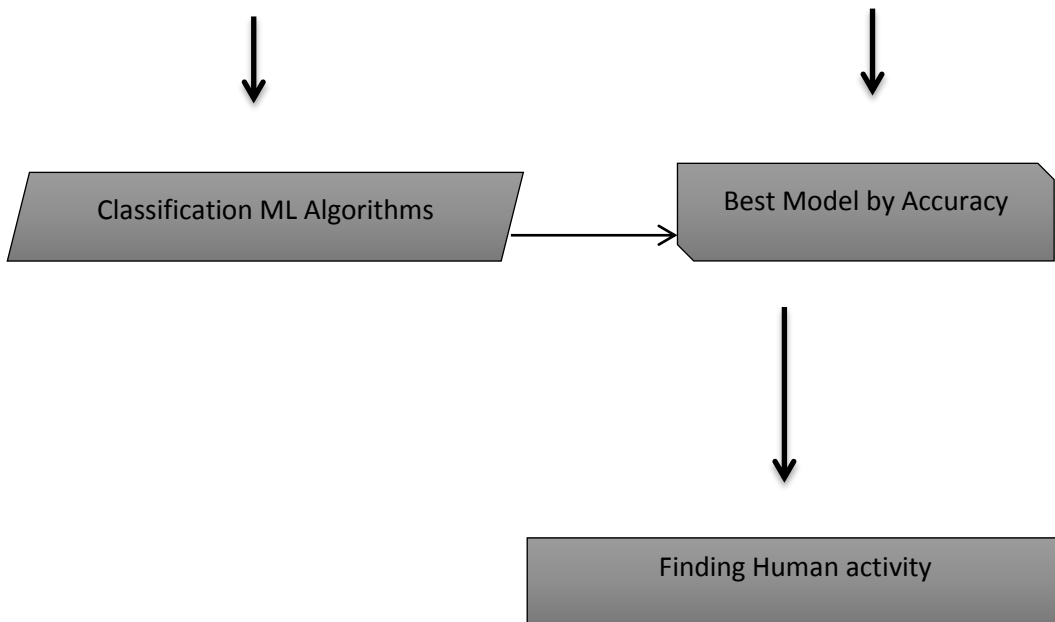 Classification ML Algorithms
Best Model by Accuracy
Finding Human activity